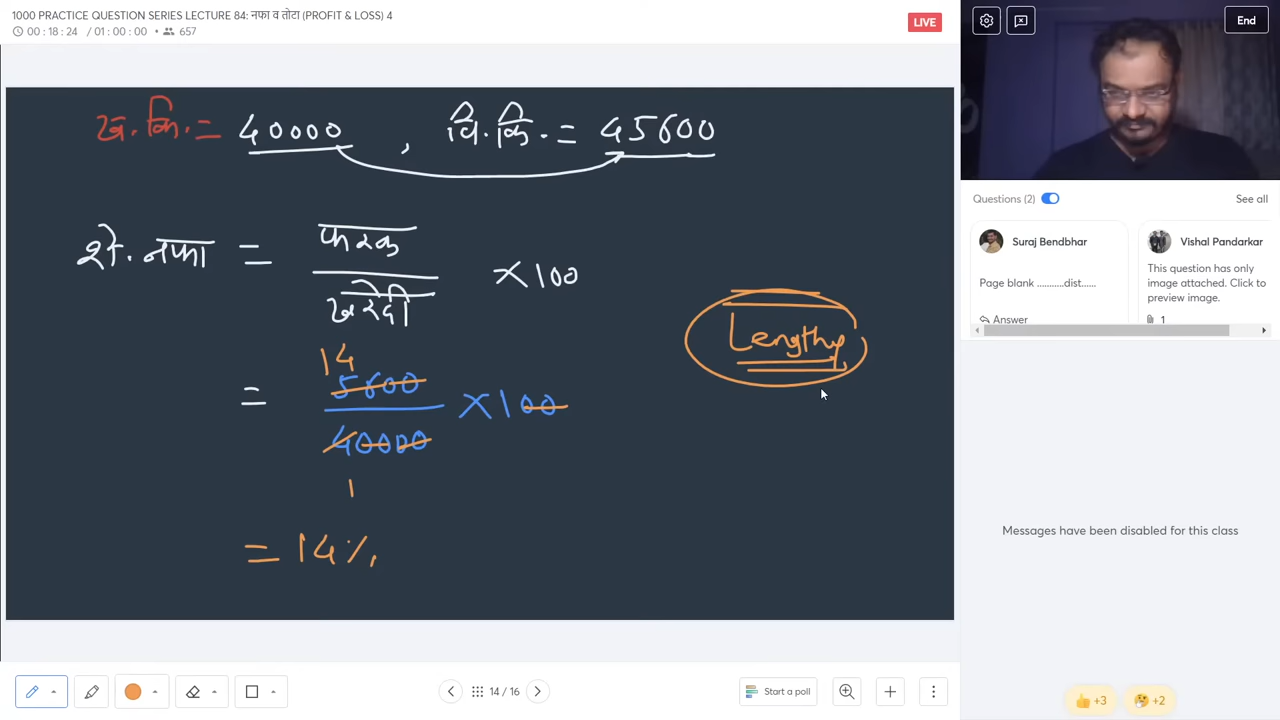 1000 PRACTICE QUESTION SERIES LECTURE 84: नफा व तोटा (PROFIT & LOSS) 4
00 : 18 : 24 / 01 : 00 : 00 • 657
LIVE
End
ख. कि. = 40000 , वि. कि. = 45600
शे. नफा = फरक / खरेदी × 100
Lengthy
14
= 5600 / 40000 × 100
1
= 14%
Questions (2)
See all
Suraj Bendbhar
Page blank ...........dist......
Answer
Vishal Pandarkar
This question has only
image attached. Click to
preview image.
1
Messages have been disabled for this class
14 / 16
Start a poll
+3
+2